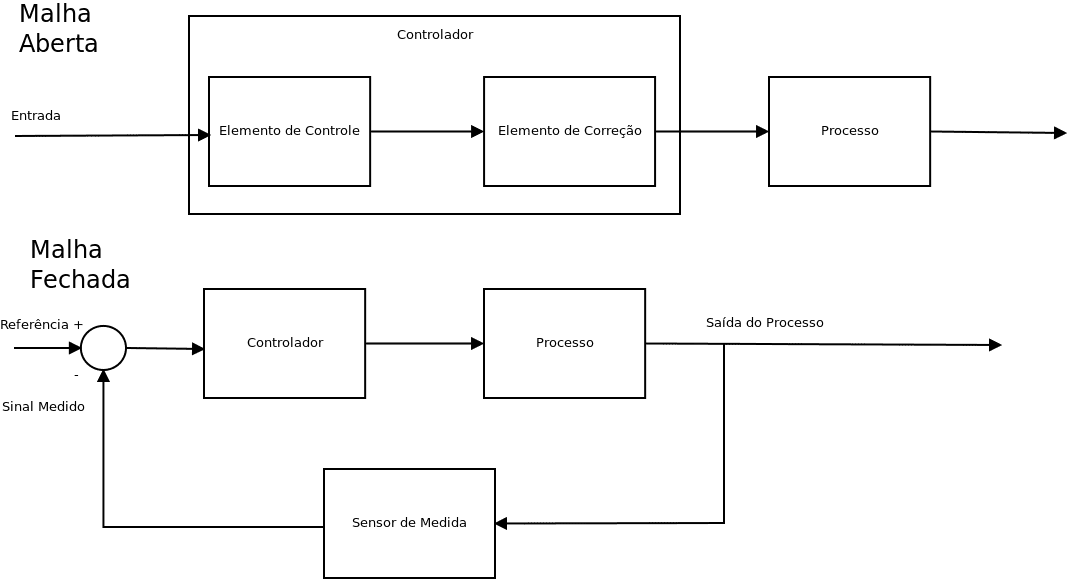 Malha
Aberta
Controlador
Entrada
Elemento de Controle
Elemento de Correção
Processo
Malha
Fechada
Referência +
Saída do Processo
Controlador
Processo
-
Sinal Medido
Sensor de Medida